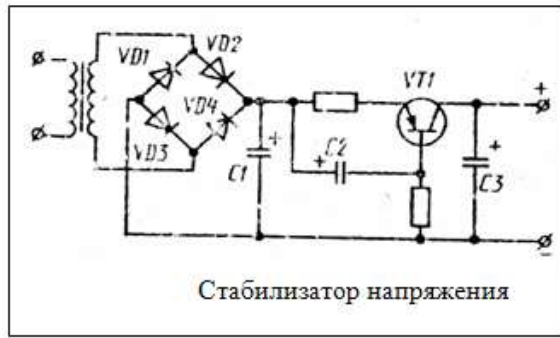 VD1
VD2
VD4
VD3
C1
C2
VT1
C3
+
+
+
+
−
Стабилизатор напряжения